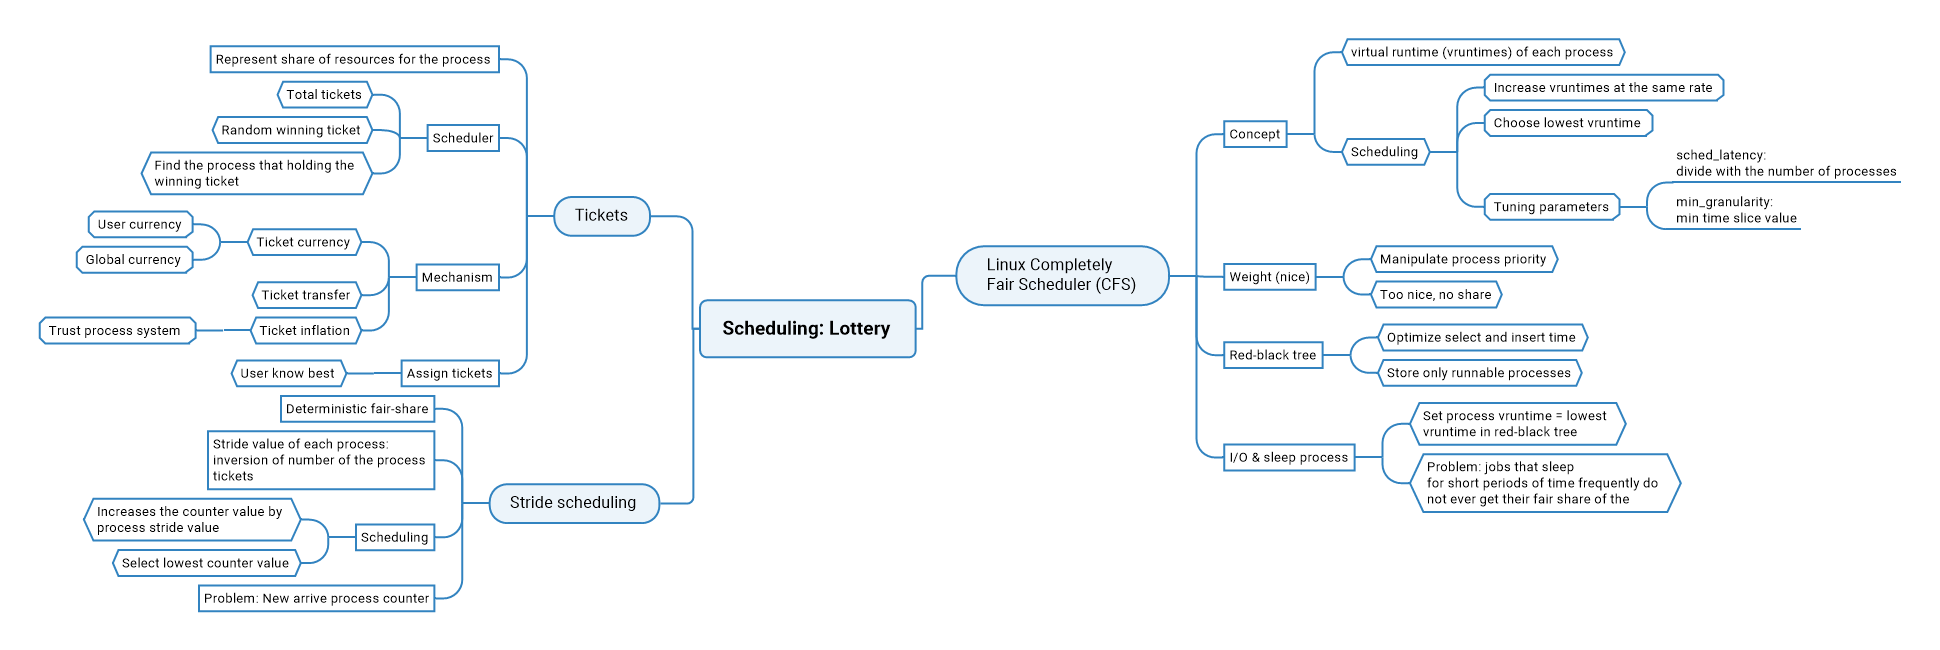 Scheduling: Lottery
Tickets
Represent share of resources for the process
Scheduler
Total tickets
Random winning ticket
Find the process that holding the
winning ticket
Mechanism
Ticket currency
User currency
Global currency
Ticket transfer
Ticket inflation
Trust process system
Assign tickets
User know best
Stride scheduling
Deterministic fair-share
Stride value of each process:
inversion of number of the process
tickets
Scheduling
Increases the counter value by
process stride value
Select lowest counter value
Problem: New arrive process counter
Linux Completely
Fair Scheduler (CFS)
Concept
virtual runtime (vruntimes) of each process
Scheduling
Increase vruntimes at the same rate
Choose lowest vruntime
Tuning parameters
sched_latency:
divide with the number of processes
min_granularity:
min time slice value
Weight (nice)
Manipulate process priority
Too nice, no share
Red-black tree
Optimize select and insert time
Store only runnable processes
I/O & sleep process
Set process vruntime = lowest
vruntime in red-black tree
Problem: jobs that sleep
for short periods of time frequently do
not ever get their fair share of the